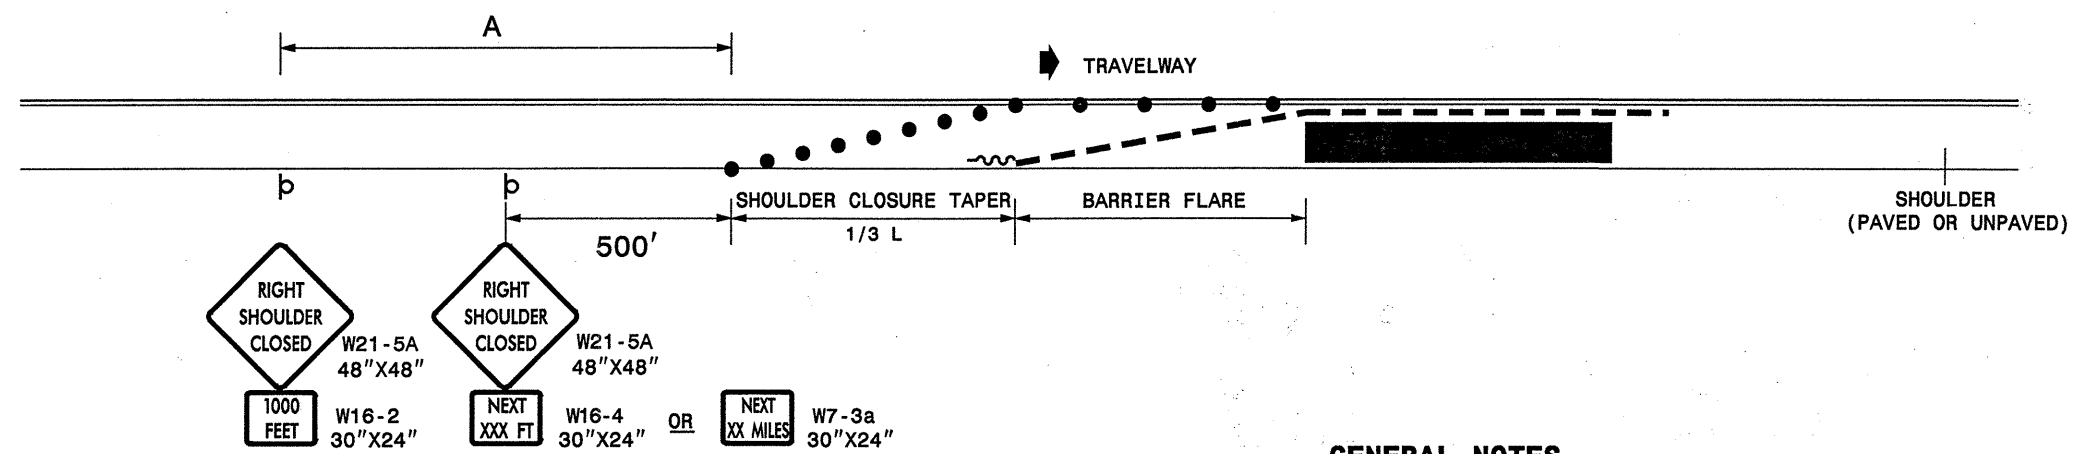 A
TRAVELWAY
SHOULDER CLOSURE TAPER
1/3 L
BARRIER FLARE
500'
SHOULDER
(PAVED OR UNPAVED)
RIGHT
SHOULDER
CLOSED
W21-5A
48"X48"
1000
FEET
W16-2
30"X24"
RIGHT
SHOULDER
CLOSED
W21-5A
48"X48"
NEXT
XXX FT
W16-4
30"X24"
OR
NEXT
XX MILES
W7-3a
30"X24"
GENERAL NOTES